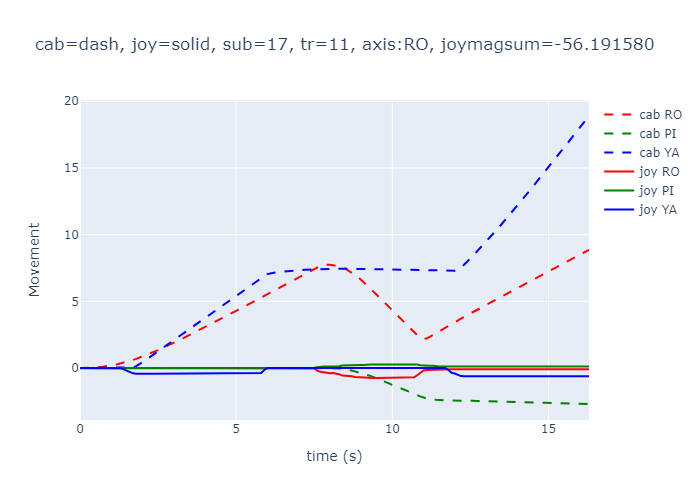 cab=dash, joy=solid, sub=17, tr=11, axis:RO, joymagsum=-56.191580
20
15
10
5
0
Movement
0 5 10 15
time (s)
cab RO
cab PI
cab YA
joy RO
joy PI
joy YA